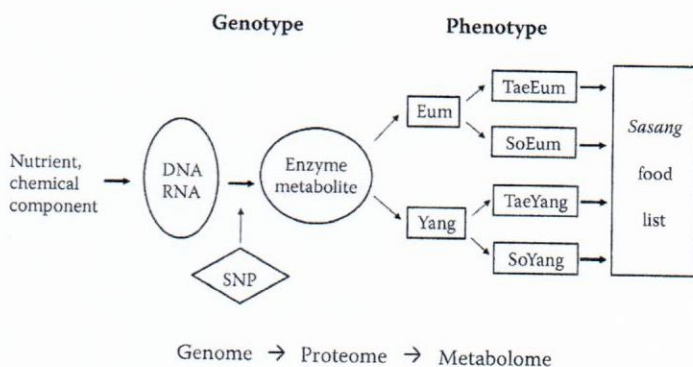 Genotype
Phenotype
Nutrient,
chemical
component
DNA
RNA
SNP
Enzyme
metabolite
Eum
Yang
TaeEum
SoEum
TaeYang
SoYang
Sasang
food
list
Genome → Proteome → Metabolome